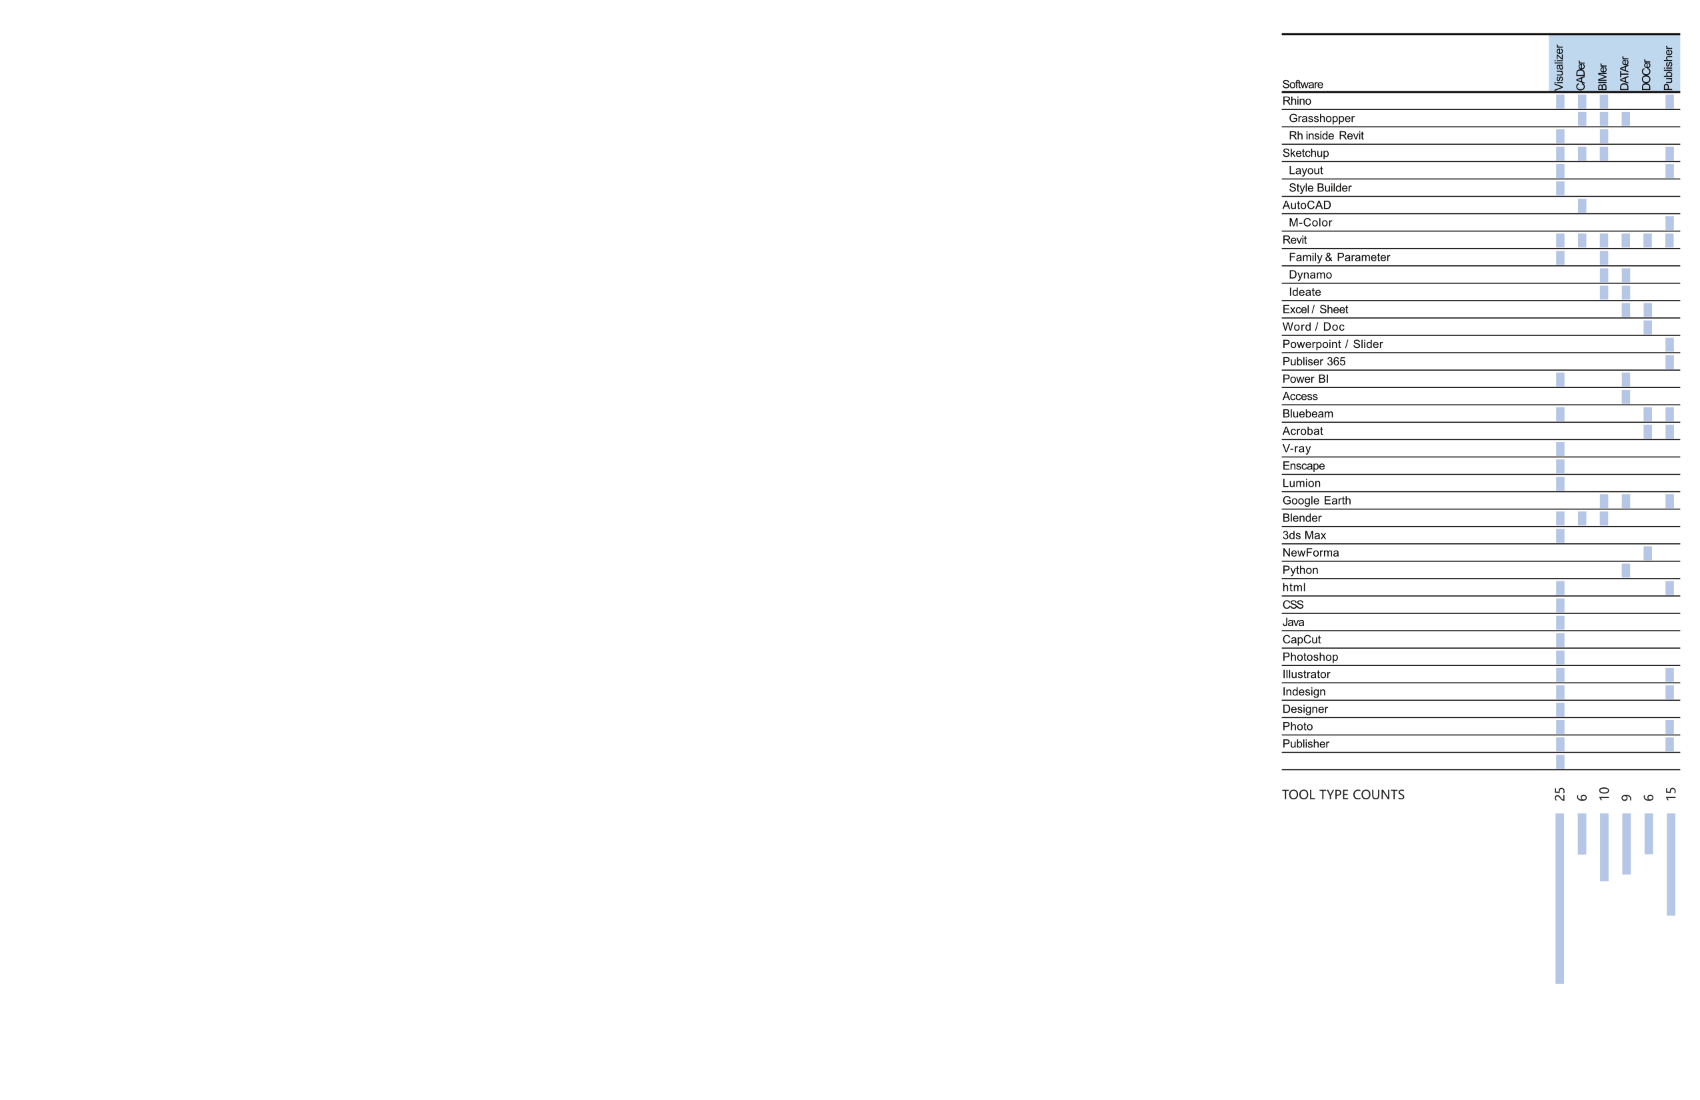 Software Visualizer CADer BIMer DATAer DOCer Publisher
Rhino
Grasshopper
Rh inside Revit
Sketchup
Layout
Style Builder
AutoCAD
M-Color
Revit
Family & Parameter
Dynamo
Ideate
Excel / Sheet
Word / Doc
Powerpoint / Slider
Publiser 365
Power BI
Access
Bluebeam
Acrobat
V-ray
Enscape
Lumion
Google Earth
Blender
3ds Max
NewForma
Python
html
CSS
Java
CapCut
Photoshop
Illustrator
Indesign
Designer
Photo
Publisher
TOOL TYPE COUNTS 25 6 10 9 6 15